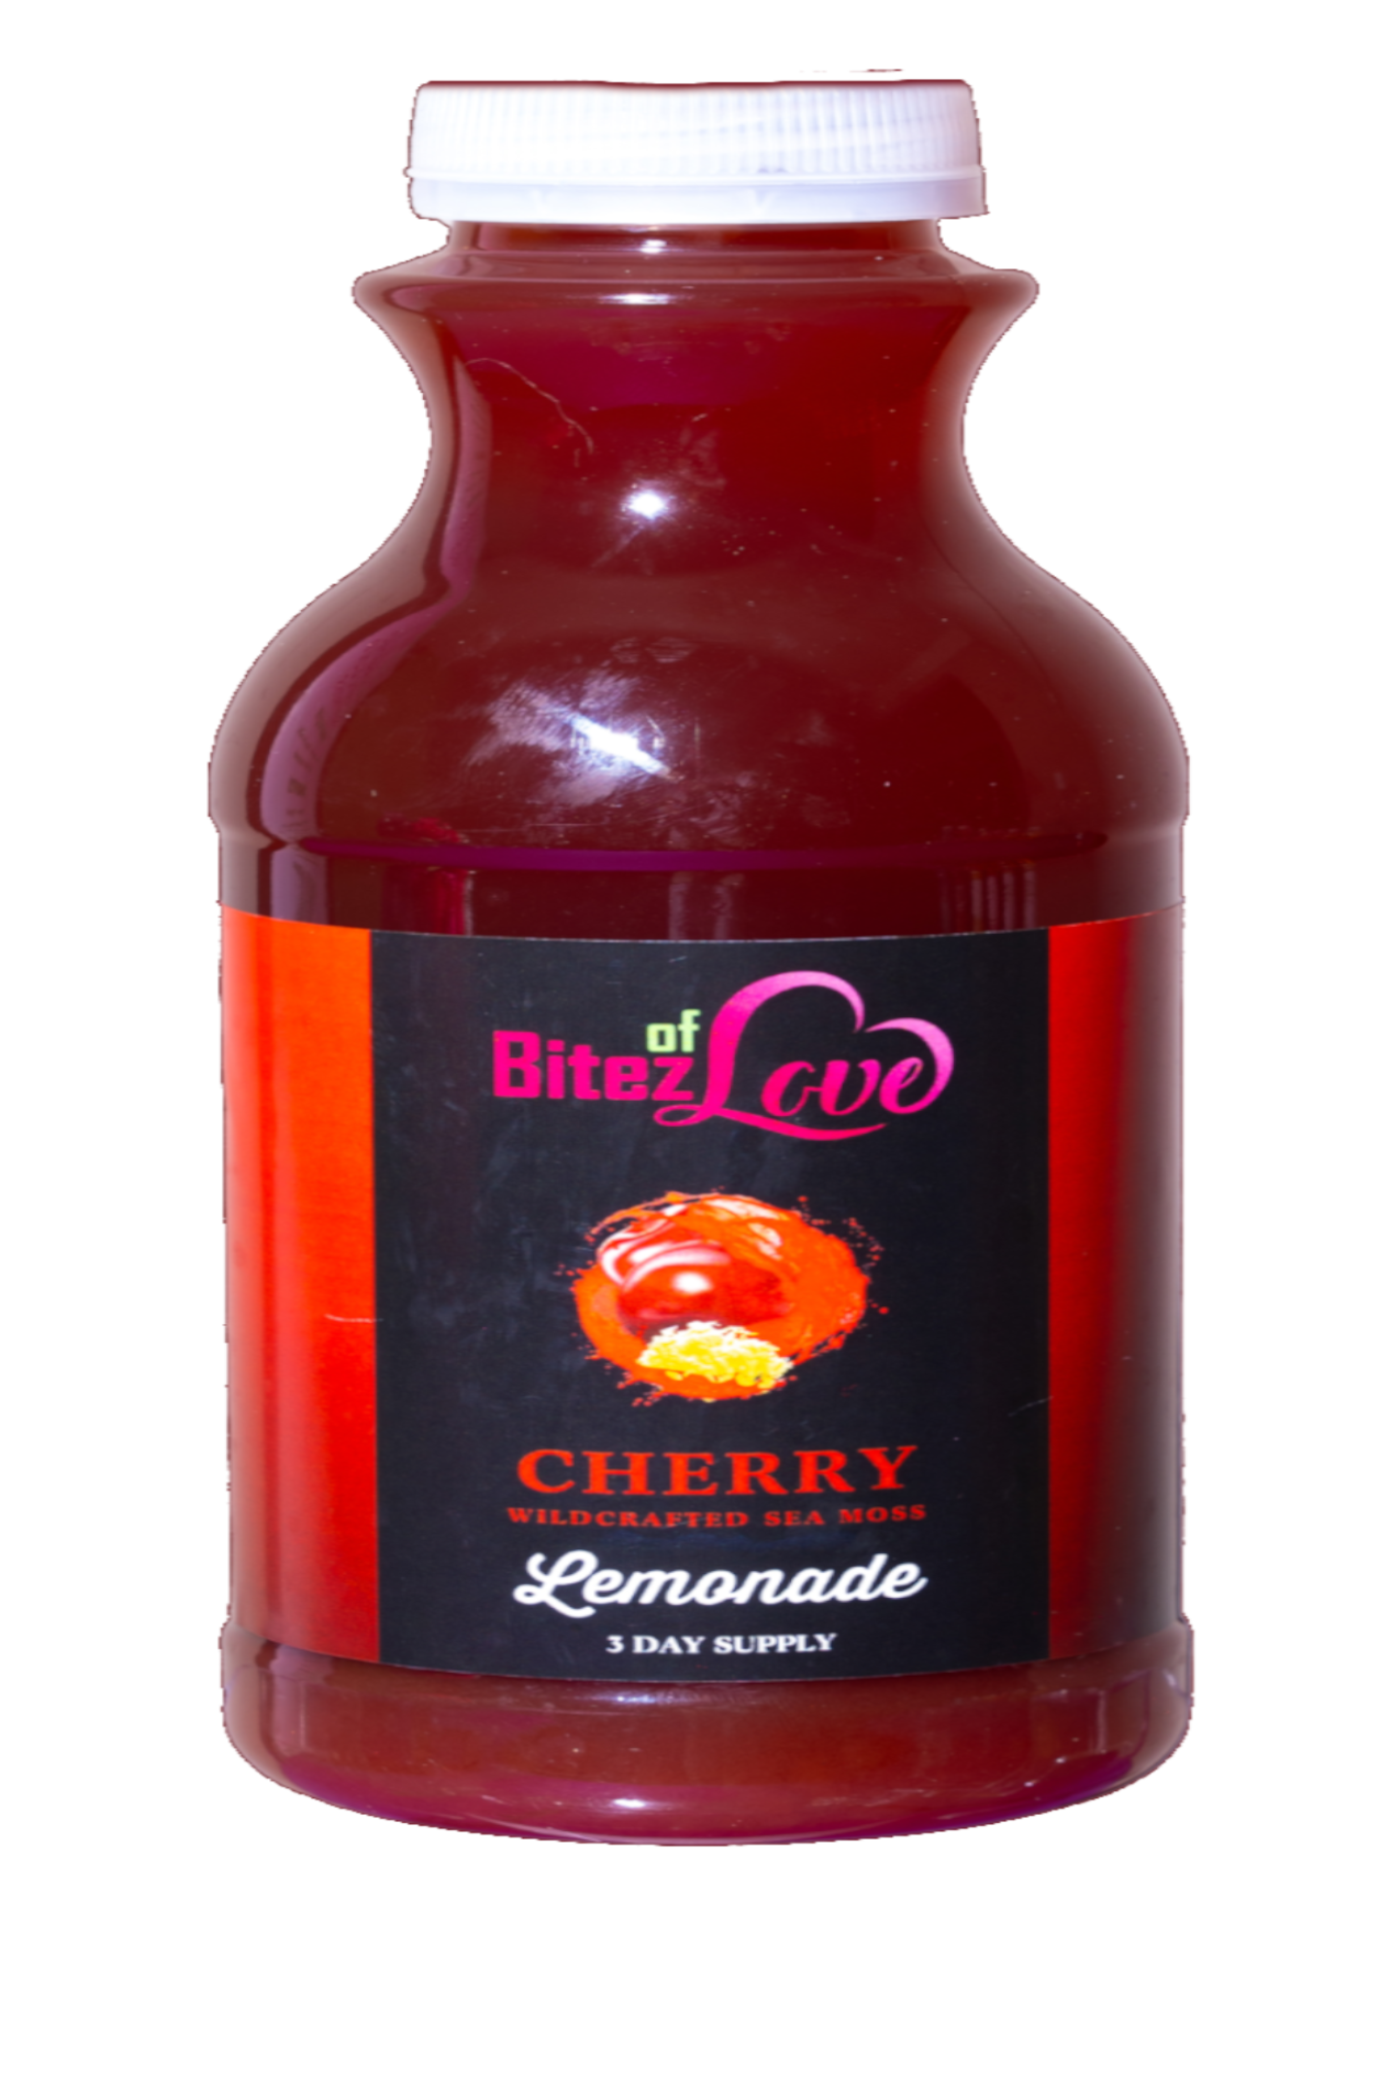 Bitez of Love
CHERRY
WILDCRAFTED SEA MOSS
Lemonade
3 DAY SUPPLY